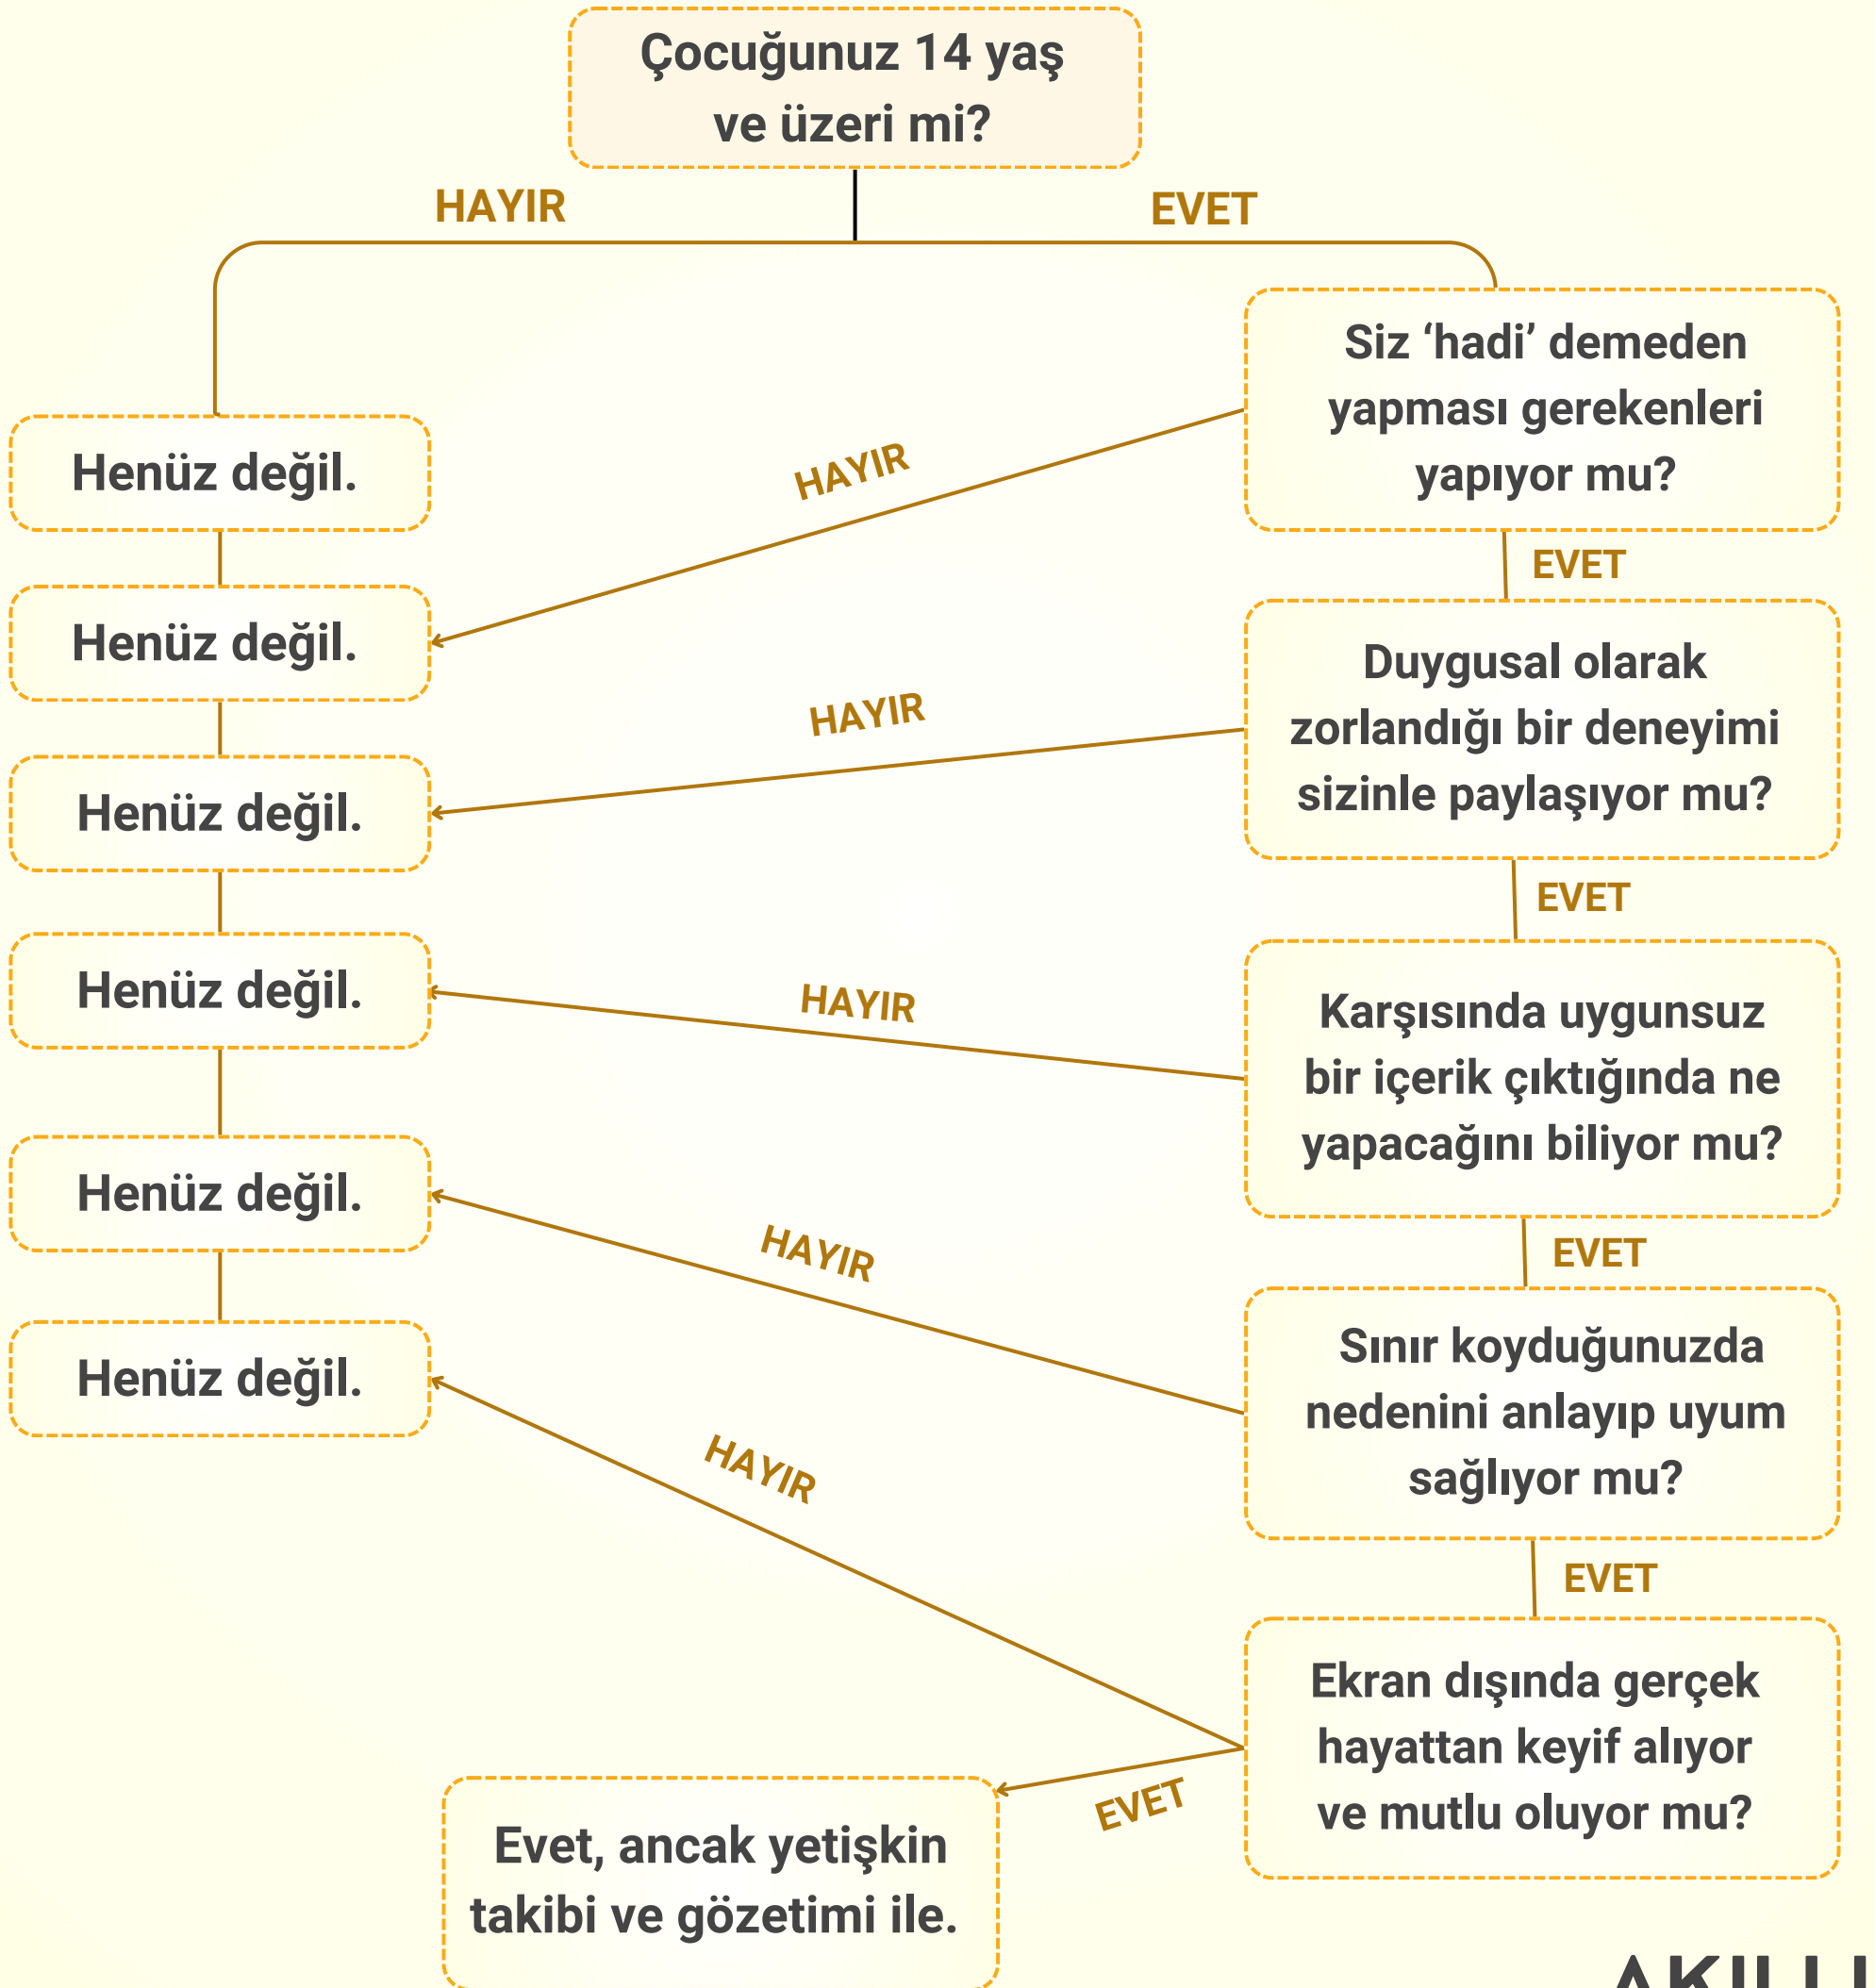 Çocuğunuz 14 yaş
ve üzeri mi?
HAYIR
EVET
Siz ‘hadi’ demeden
yapması gerekenleri
yapıyor mu?
Henüz değil.
HAYIR
EVET
Henüz değil.
Duygusal olarak
zorlandığı bir deneyimi
sizinle paylaşıyor mu?
HAYIR
Henüz değil.
EVET
Henüz değil.
HAYIR
Karşısında uygunsuz
bir içerik çıktığında ne
yapacağını biliyor mu?
Henüz değil.
HAYIR
EVET
Sınır koyduğunuzda
nedenini anlayıp uyum
sağlıyor mu?
Henüz değil.
HAYIR
EVET
Ekran dışında gerçek
hayattan keyif alıyor
ve mutlu oluyor mu?
EVET
Evet, ancak yetişkin
takibi ve gözetimi ile.
AKILLI